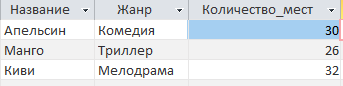 Название Жанр Количество_мест
Апельсин Комедия 30
Манго Триллер 26
Киви Мелодрама 32